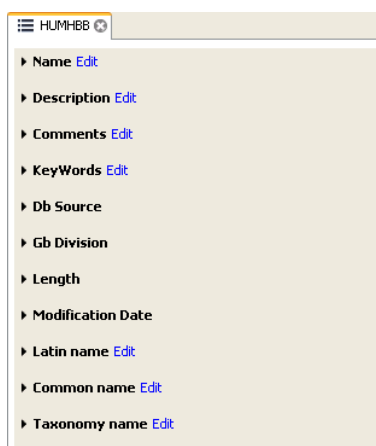 HUMHBB
Name Edit
Description Edit
Comments Edit
KeyWords Edit
Db Source
Gb Division
Length
Modification Date
Latin name Edit
Common name Edit
Taxonomy name Edit